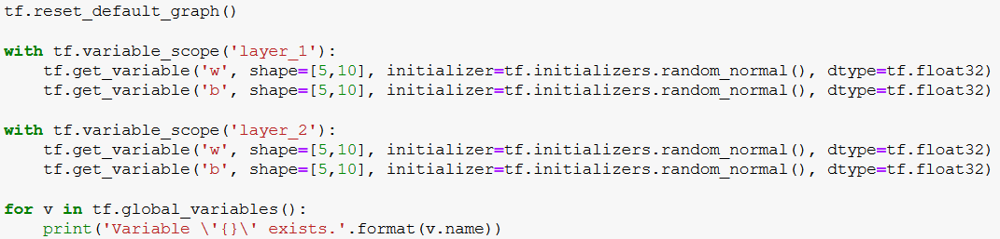 tf.reset_default_graph()
with tf.variable_scope('layer_1'):
    tf.get_variable('w', shape=[5,10], initializer=tf.initializers.random_normal(), dtype=tf.float32)
    tf.get_variable('b', shape=[5,10], initializer=tf.initializers.random_normal(), dtype=tf.float32)
with tf.variable_scope('layer_2'):
    tf.get_variable('w', shape=[5,10], initializer=tf.initializers.random_normal(), dtype=tf.float32)
    tf.get_variable('b', shape=[5,10], initializer=tf.initializers.random_normal(), dtype=tf.float32)
for v in tf.global_variables():
    print('Variable \'{}\' exists.'.format(v.name))